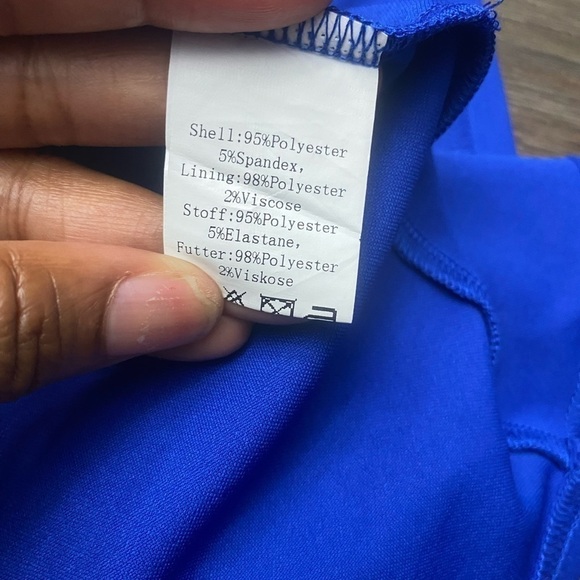 Shell:95%Polyester
5%Spandex,
Lining:98%Polyester
2%Viscose
Stoff:95%Polyester
5%Elastane,
Futter:98%Polyester
2%Viskose